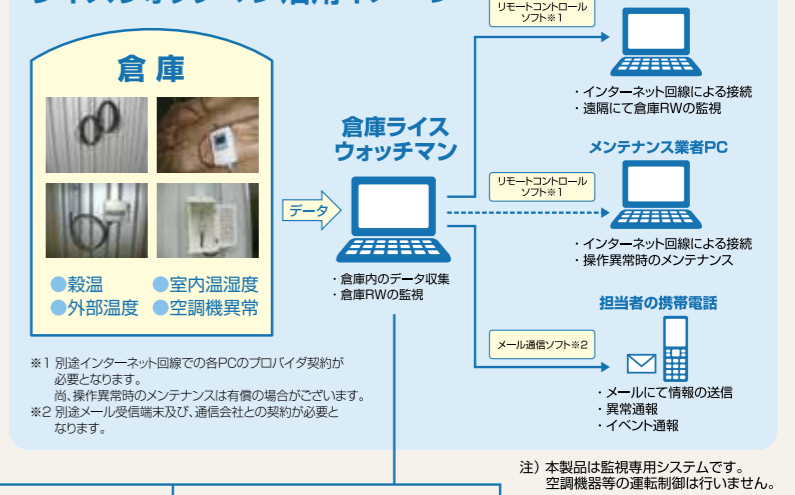 リモートコントロール
ソフト※1
倉庫
・インターネット回線による接続
・遠隔にて倉庫RWの監視
倉庫ライス
ウォッチマン
メンテナンス業者PC
リモートコントロール
ソフト※1
データ
・インターネット回線による接続
・操作異常時のメンテナンス
●穀温 ●室内温湿度
●外部温度 ●空調機異常
・倉庫内のデータ収集
・倉庫RWの監視
担当者の携帯電話
メール通信ソフト※2
・メールにて情報の送信
・異常通報
・イベント通報
※1 別途インターネット回線での各PCのプロバイダ契約が
必要となります。
尚、操作異常時のメンテナンスは有償の場合がございます。
※2 別途メール受信端末及び、通信会社との契約が必要と
なります。
注）本製品は監視専用システムです。
空調機器等の運転制御は行いません。